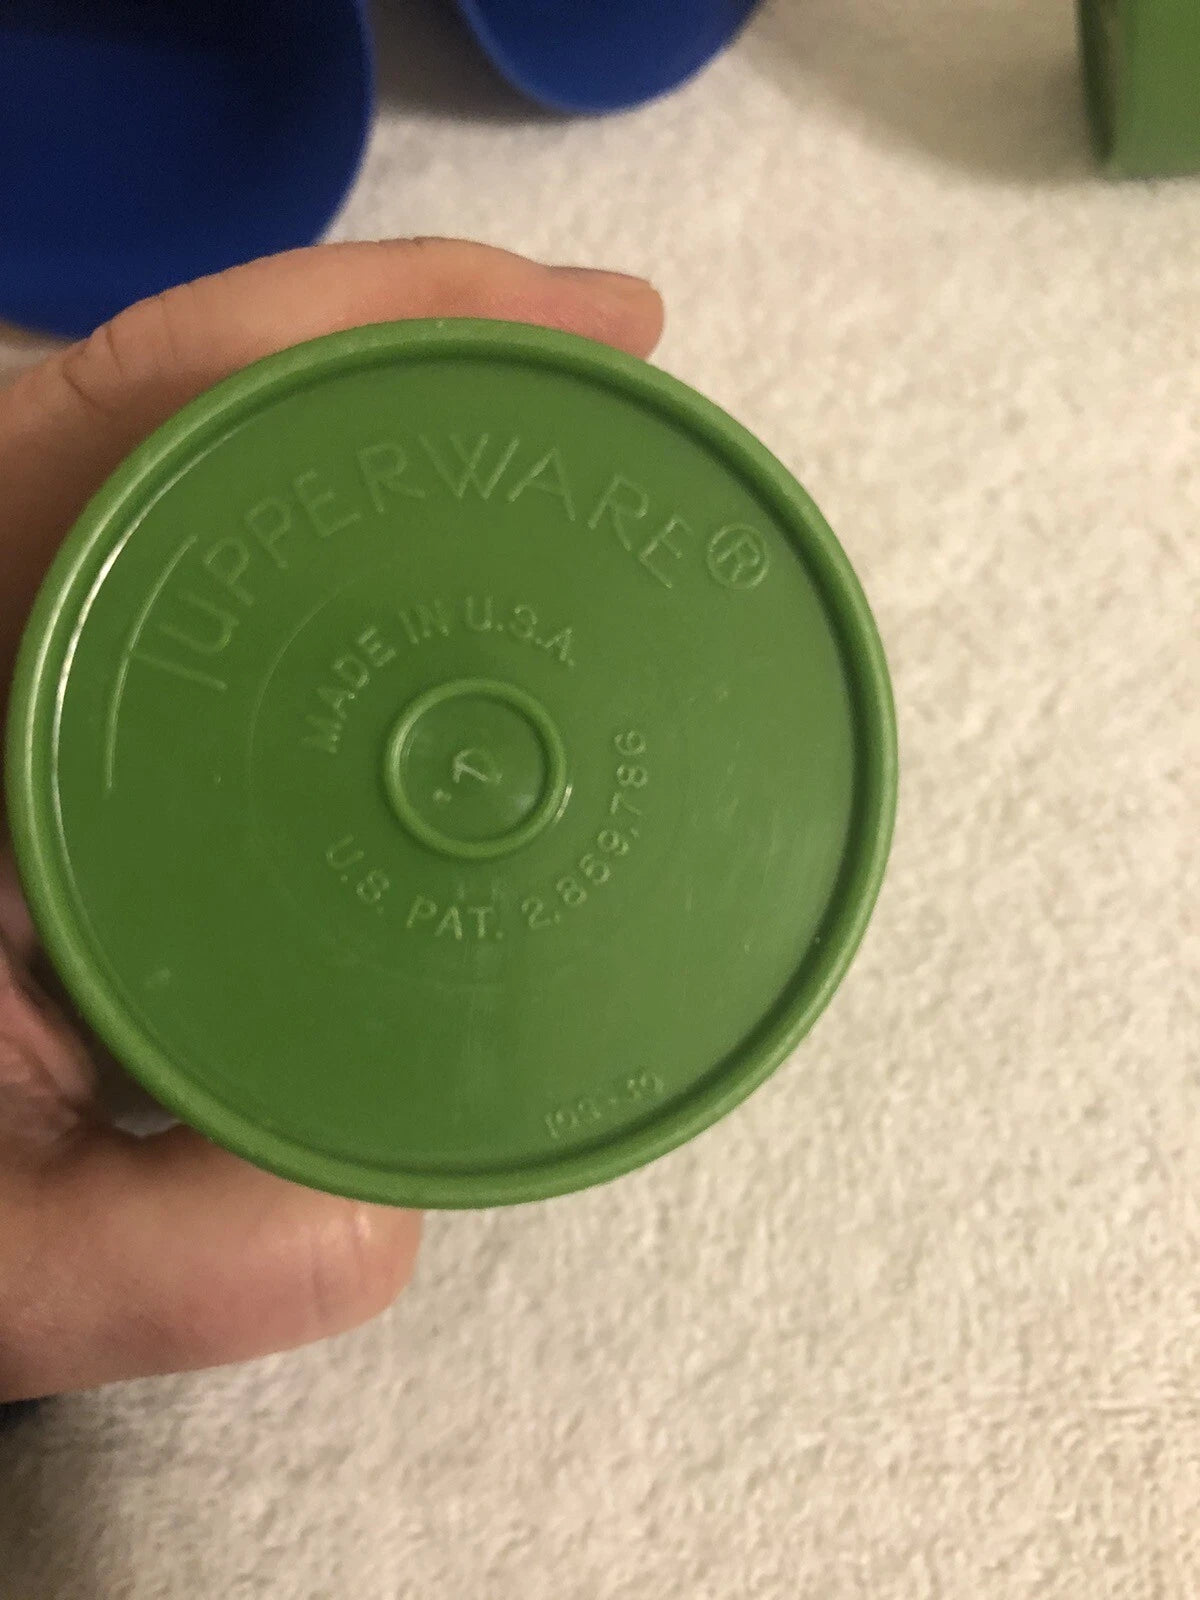 TUPPERWARE®
MADE IN U.S.A.
U.S. PAT. 2,859,786